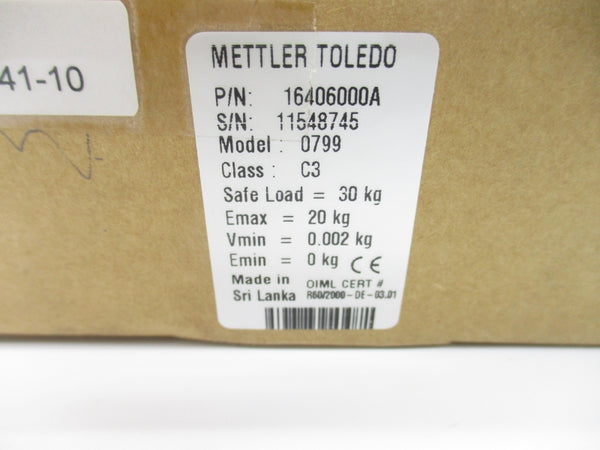 41-10
METTLER TOLEDO
P/N: 16406000A
S/N: 11548745
Model : 0799
Class : C3
Safe Load = 30 kg
Emax = 20 kg
Vmin = 0.002 kg
Emin = 0 kg CE
Made in OIML CERT #
Sri Lanka R60/2000-DE-03.01